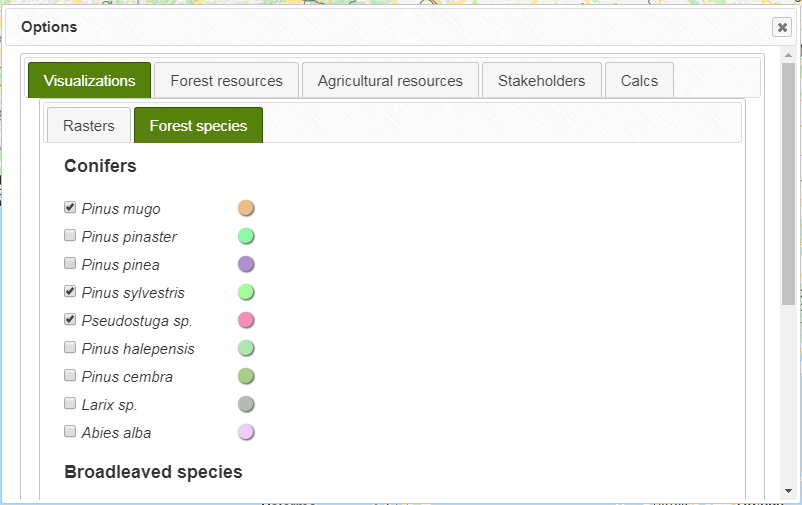 Options
Visualizations Forest resources Agricultural resources Stakeholders Calcs
Rasters Forest species
Conifers
Pinus mugo
Pinus pinaster
Pinus pinea
Pinus sylvestris
Pseudostuga sp.
Pinus halepensis
Pinus cembra
Larix sp.
Abies alba
Broadleaved species